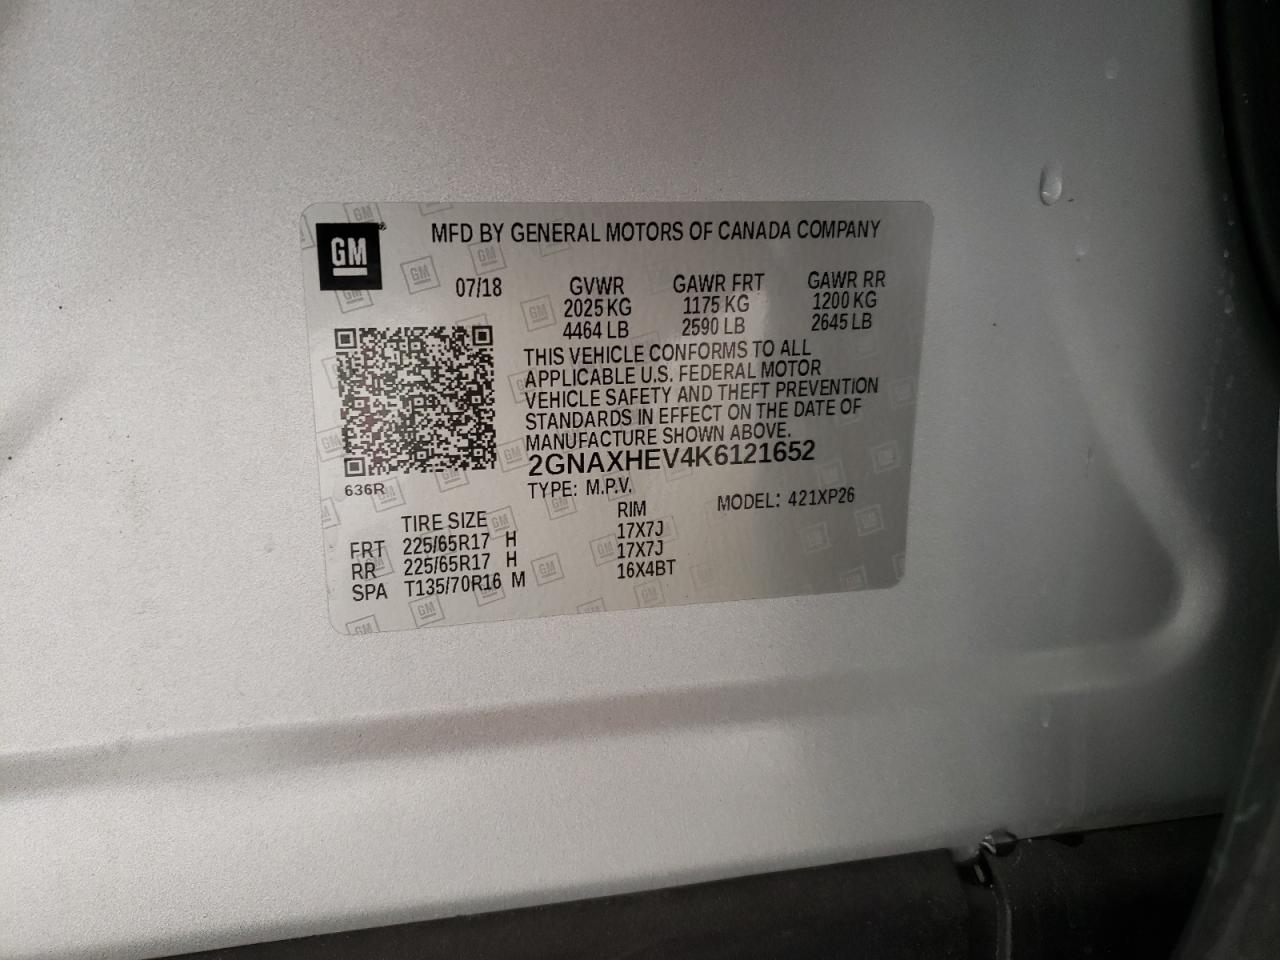 GM
MFD BY GENERAL MOTORS OF CANADA COMPANY
07/18 GVWR GAWR FRT GAWR RR
2025 KG 1175 KG 1200 KG
4464 LB 2590 LB 2645 LB
THIS VEHICLE CONFORMS TO ALL
APPLICABLE U.S. FEDERAL MOTOR
VEHICLE SAFETY AND THEFT PREVENTION
STANDARDS IN EFFECT ON THE DATE OF
MANUFACTURE SHOWN ABOVE.
2GNAXHEV4K6121652
636R
TYPE: M.P.V. MODEL: 421XP26
TIRE SIZE RIM
FRT 225/65R17 H 17X7J
RR 225/65R17 H 17X7J
SPA T135/70R16 M 16X4BT